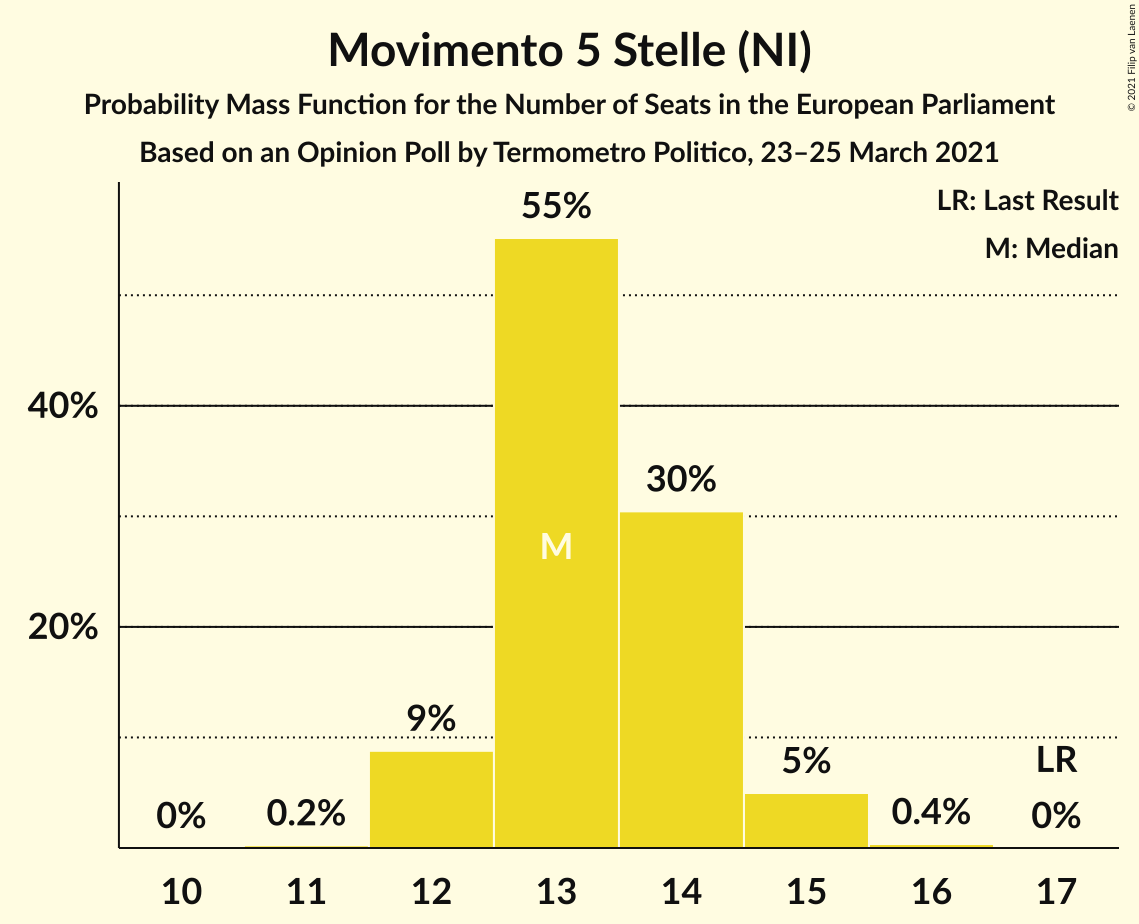 Movimento 5 Stelle (NI)
Probability Mass Function for the Number of Seats in the European Parliament
Based on an Opinion Poll by Termometro Politico, 23–25 March 2021
© 2021 Filip van Laenen
LR: Last Result
M: Median
55%
40%
30%
M
20%
9%
5%
LR
0%
0.2%
0.4%
0%
10 11 12 13 14 15 16 17